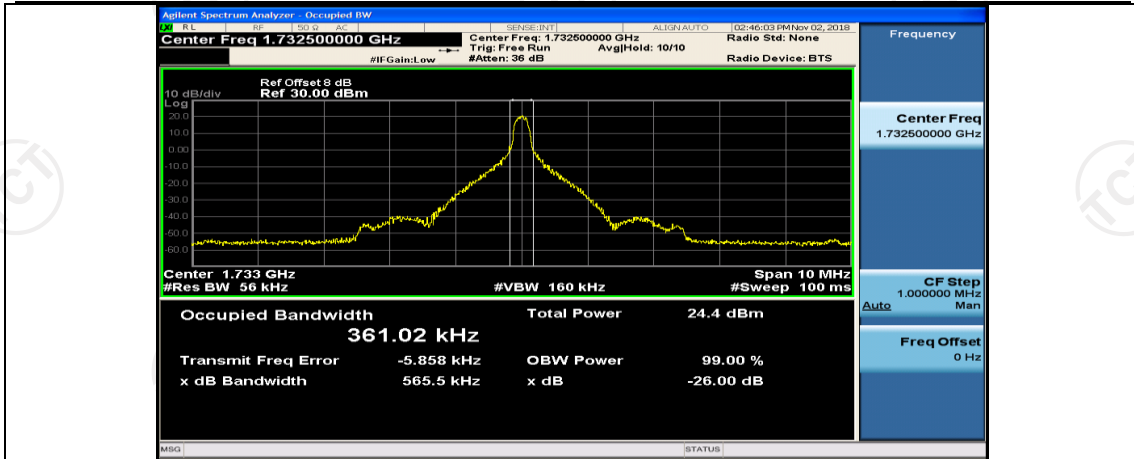 Agilent Spectrum Analyzer - Occupied BW
LXI RL RF 50 Ω AC SENSE:INT ALIGN AUTO 02:46:03 PM Nov 02, 2018
Center Freq 1.732500000 GHz Center Freq: 1.732500000 GHz Radio Std: None Frequency
Trig: Free Run Avg|Hold: 10/10
#IFGain:Low #Atten: 36 dB Radio Device: BTS
Ref Offset 8 dB
10 dB/div Ref 30.00 dBm
Log
20.0
10.0
0.00
-10.0
-20.0
-30.0
-40.0
-50.0
-60.0
Center Freq
1.732500000 GHz
Center 1.733 GHz Span 10 MHz
#Res BW 56 kHz #VBW 160 kHz #Sweep 100 ms
CF Step
1.000000 MHz
Auto Man
Occupied Bandwidth Total Power 24.4 dBm
361.02 kHz
Transmit Freq Error -5.858 kHz OBW Power 99.00 %
x dB Bandwidth 565.5 kHz x dB -26.00 dB
Freq Offset
0 Hz
MSG STATUS
TCT
TCT